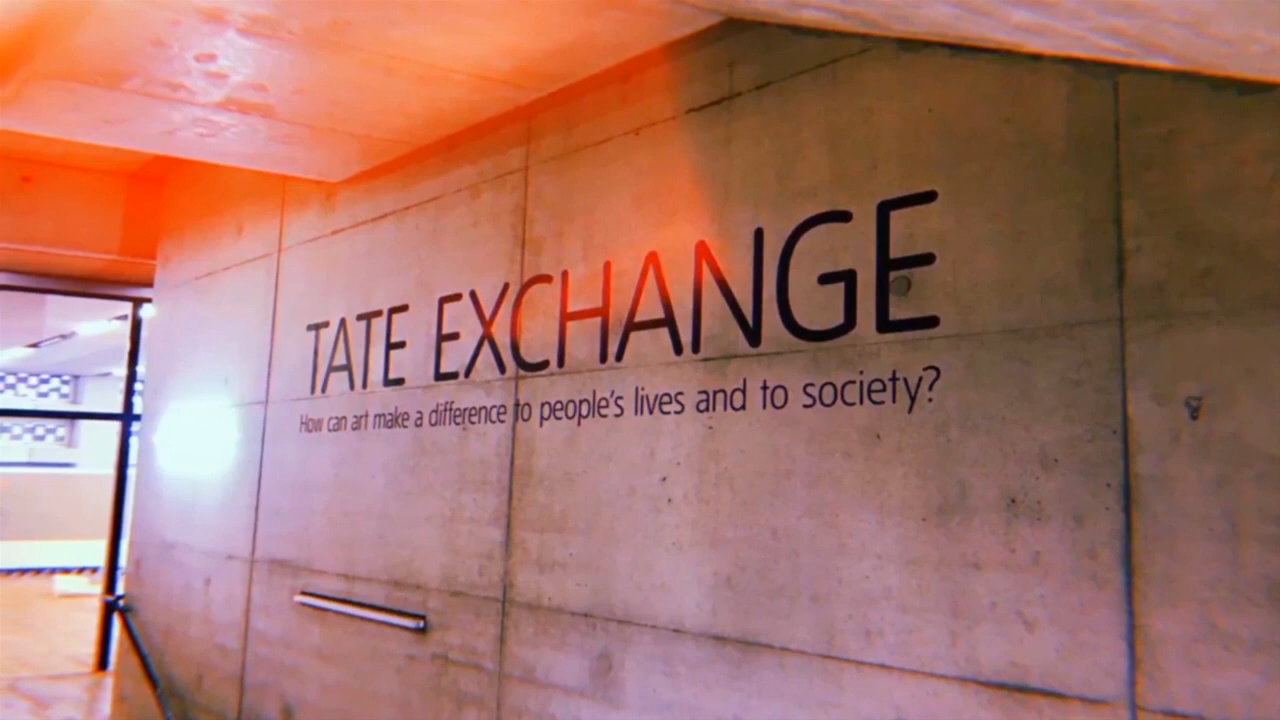 TATE EXCHANGE
How can art make a difference to people's lives and to society?